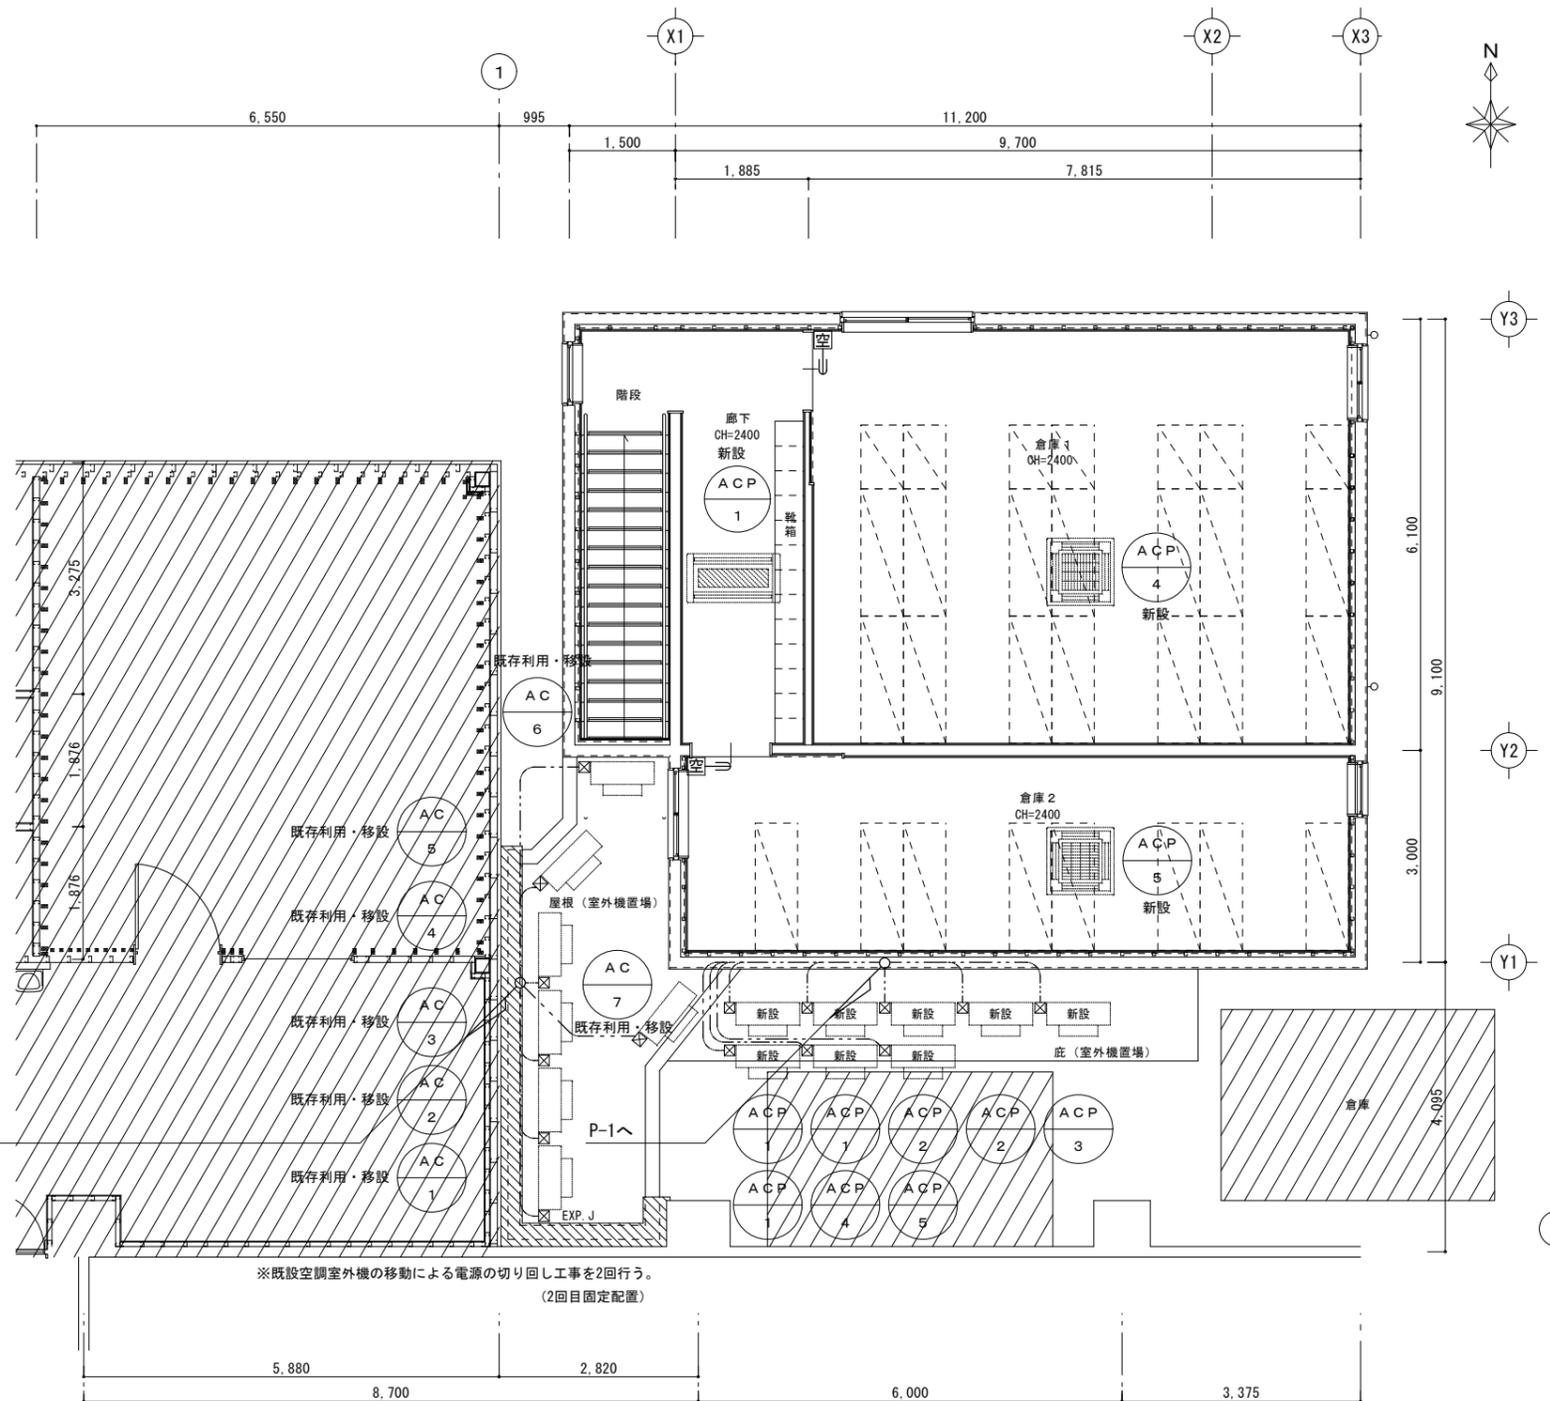 X1
X2
X3
N
1
6,550
995
11,200
1,500
9,700
1,885
7,815
Y3
空
階段
廊下
CH=2400
新設
ACP
1
靴箱
倉庫1
CH=2400
ACP
4
新設
6,100
9,100
3,275
既存利用・移設
AC
6
Y2
空
1,876
倉庫2
CH=2400
ACP
5
新設
3,000
既存利用・移設
AC
5
1,876
既存利用・移設
AC
4
屋根(室外機置場)
Y1
AC
7
既存利用・移設
既存利用・移設
AC
3
新設
新設
新設
新設
新設
新設
新設
新設
庇(室外機置場)
既存利用・移設
AC
2
P-1へ
ACP
1
ACP
1
ACP
2
ACP
2
ACP
3
倉庫
4,095
既存利用・移設
AC
1
ACP
1
ACP
4
ACP
5
EXP.J
※既設空調室外機の移動による電源の切り回し工事を2回行う。
(2回目固定配置)
5,880
2,820
8,700
6,000
3,375